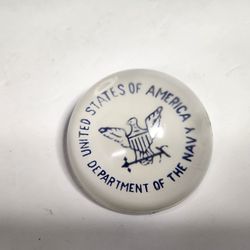 UNITED STATES OF AMERICA
DEPARTMENT OF THE NAVY